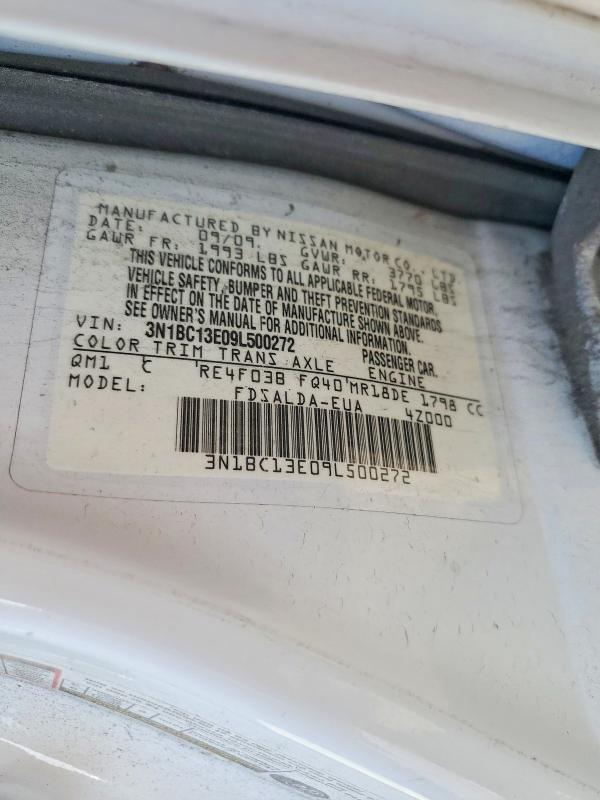 MANUFACTURED BY NISSAN MOTOR CO., LTD
DATE: 09/09. GVWR: 3770 LBS
GAWR FR: 1993 LBS GAWR RR: 1795 LBS
THIS VEHICLE CONFORMS TO ALL APPLICABLE FEDERAL MOTOR
VEHICLE SAFETY, BUMPER AND THEFT PREVENTION STANDARDS
IN EFFECT ON THE DATE OF MANUFACTURE SHOWN ABOVE.
SEE OWNER'S MANUAL FOR ADDITIONAL INFORMATION.
VIN: 3N1BC13E09L500272 PASSENGER CAR.
COLOR TRIM TRANS AXLE ENGINE
QM1 C RE4F03B FQ40 MR18DE 1798 CC
MODEL: FDSALDA-EUA 4Z000
3N1BC13E09L500272